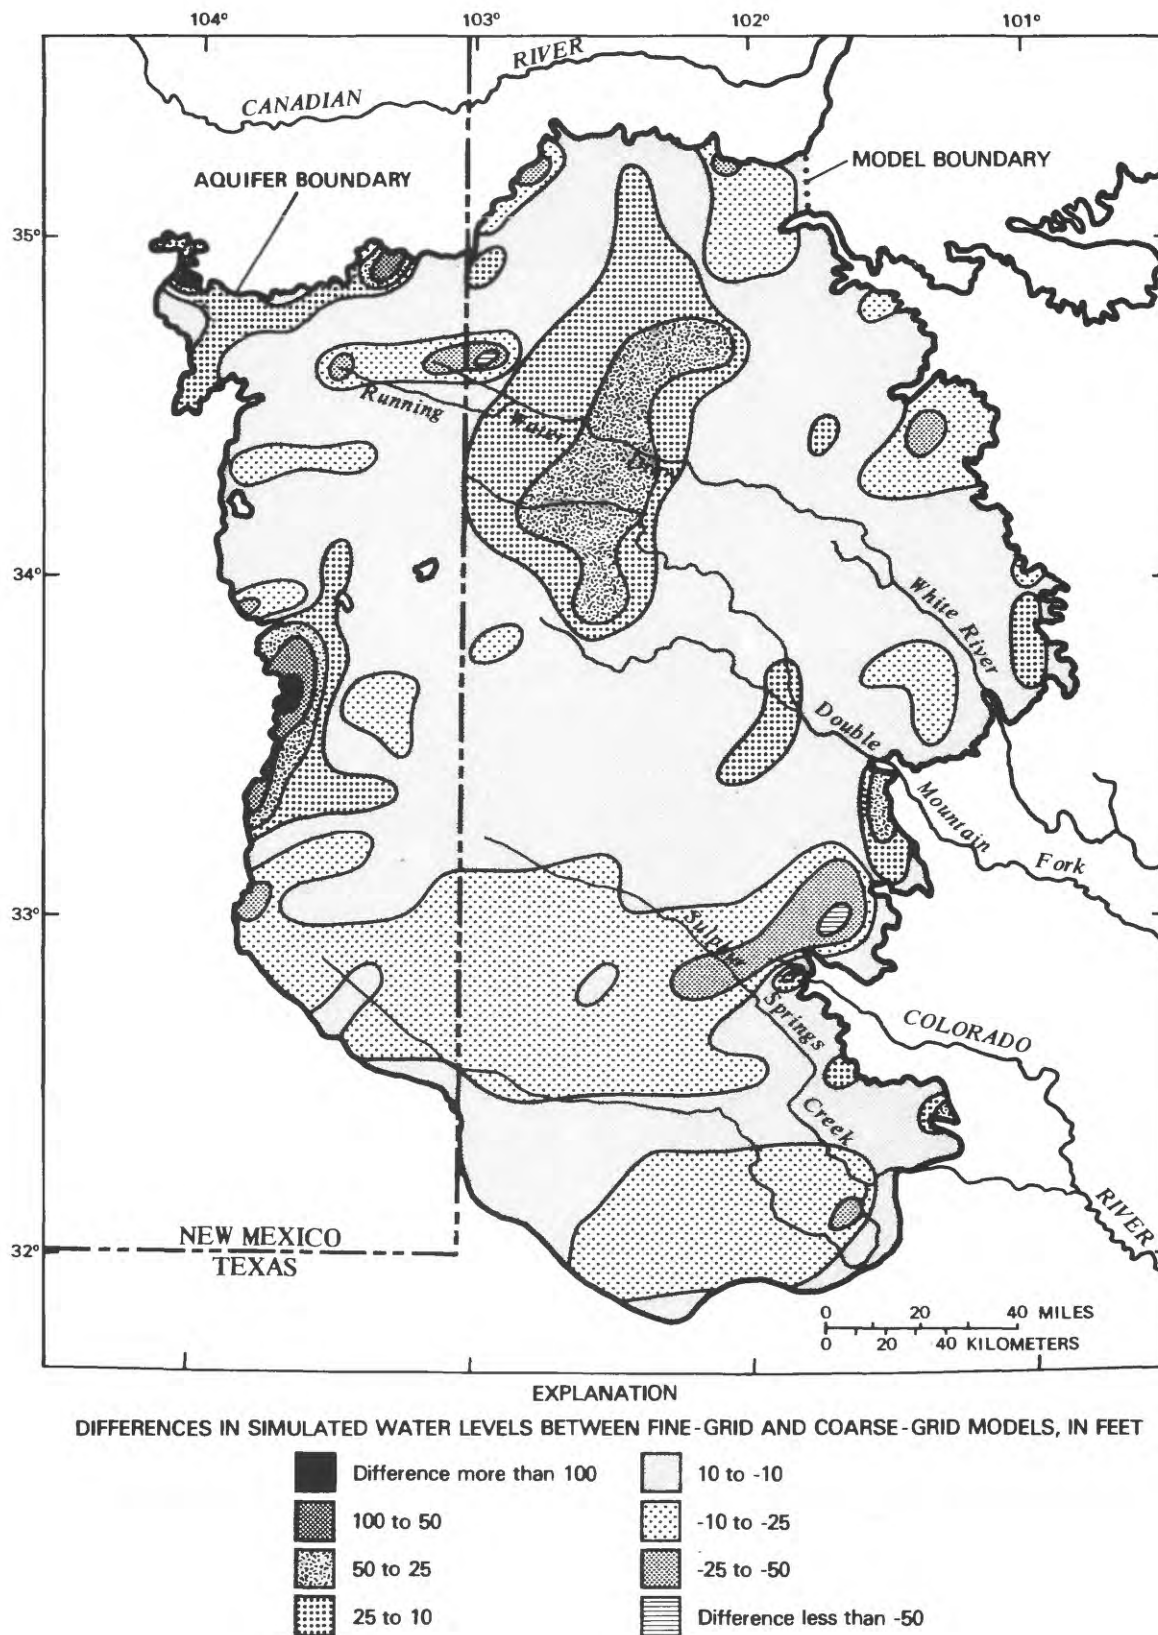 104° 103° 102° 101°
RIVER
CANADIAN
MODEL BOUNDARY
AQUIFER BOUNDARY
35°
Running
Water
Draw
34°
White River
Double
Mountain
Fork
33°
Sulphur
Springs
COLORADO
Creek
RIVER
NEW MEXICO
32°
TEXAS
0 20 40 MILES
0 20 40 KILOMETERS
104° 103° 102° 101°
EXPLANATION
DIFFERENCES IN SIMULATED WATER LEVELS BETWEEN FINE-GRID AND COARSE-GRID MODELS, IN FEET
Difference more than 100
100 to 50
50 to 25
25 to 10
10 to -10
-10 to -25
-25 to -50
Difference less than -50